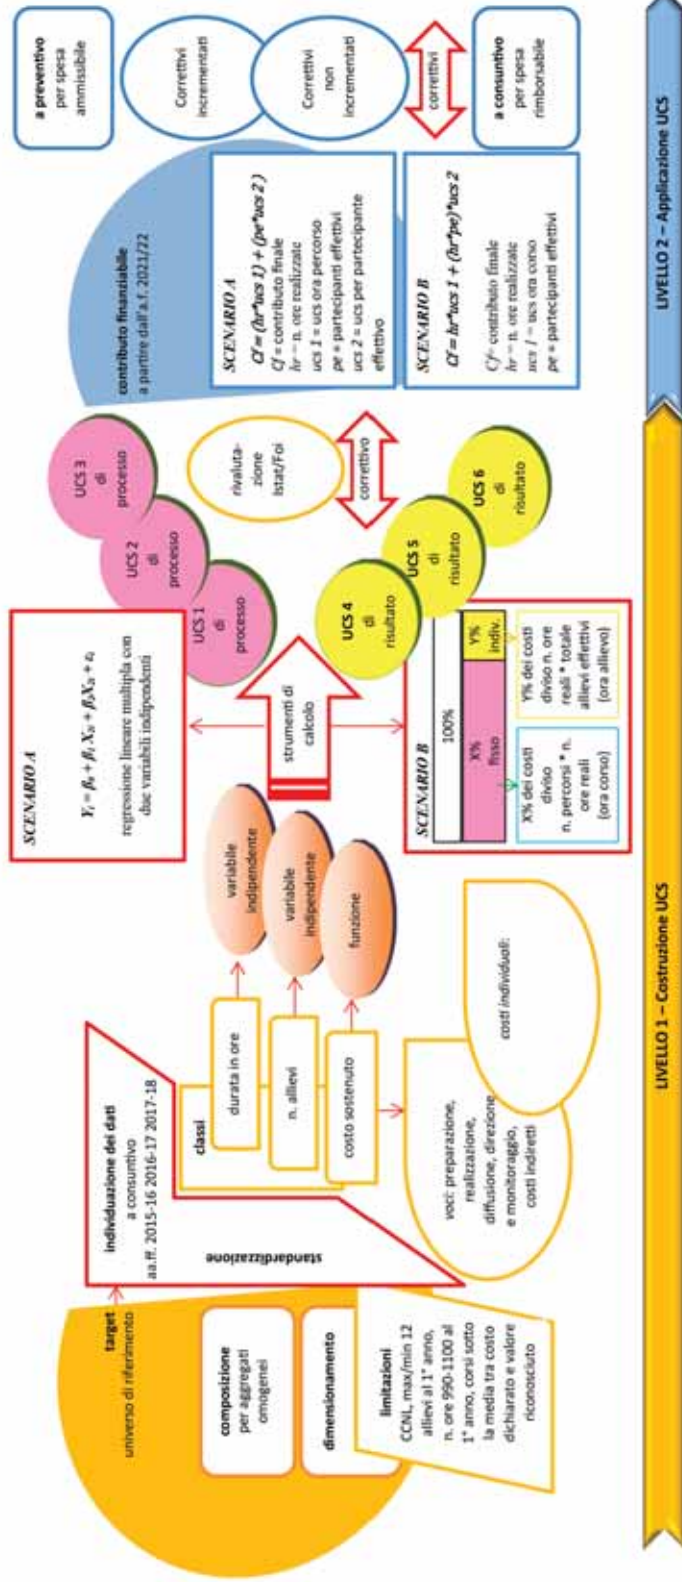 target
universo di riferimento
composizione
per aggregati
omogenei
dimensionamento
limitazioni
CCNL, max/min 12
allievi al 1° anno,
n. ore 990-1100 al
1° anno, corsi sotto
la media tra costo
dichiarato e valore
riconosciuto
individuazione dei dati
a consuntivo
aa.ff. 2015-16 2016-17 2017-18
standardizzazione
classi
durata in ore
n. allievi
costo sostenuto
voci: preparazione,
realizzazione,
diffusione, direzione
e monitoraggio,
costi indiretti
costi individuali:
variabile
indipendente
variabile
indipendente
funzione
SCENARIO A
Yᵢ = β₀ + β₁ X₁ᵢ + β₂X₂ᵢ + εᵢ
regressione lineare multipla con
due variabili indipendenti
strumenti di
calcolo
SCENARIO B
100%
X%
fisso
Y%
indiv.
X% dei costi
diviso
n. percorsi * n.
ore reali
(ora corso)
Y% dei costi
diviso n. ore
reali * totale
allievi effettivi
(ora allievo)
UCS 1
di
processo
UCS 2
di
processo
UCS 3
di
processo
UCS 4
di
risultato
UCS 5
di
risultato
UCS 6
di
risultato
rivaluta-
zione
Istat/Foi
correttivo
contributo finanziabile
a partire dall'a.f. 2021/22
SCENARIO A
Cf = (hr*ucs 1) + (pe*ucs 2 )
Cf = contributo finale
hr = n. ore realizzate
ucs 1 = ucs ora percorso
pe = partecipanti effettivi
ucs 2 = ucs per partecipante
effettivo
SCENARIO B
Cf = hr*ucs 1 + (hr*pe)*ucs 2
Cf= contributo finale
hr = n. ore realizzate
ucs 1 = ucs ora corso
pe = partecipanti effettivi
a preventivo
per spesa
ammissibile
Correttivi
incrementati
Correttivi
non
incrementati
correttivi
a consuntivo
per spesa
rimborsabile
LIVELLO 1 – Costruzione UCS
LIVELLO 2 – Applicazione UCS